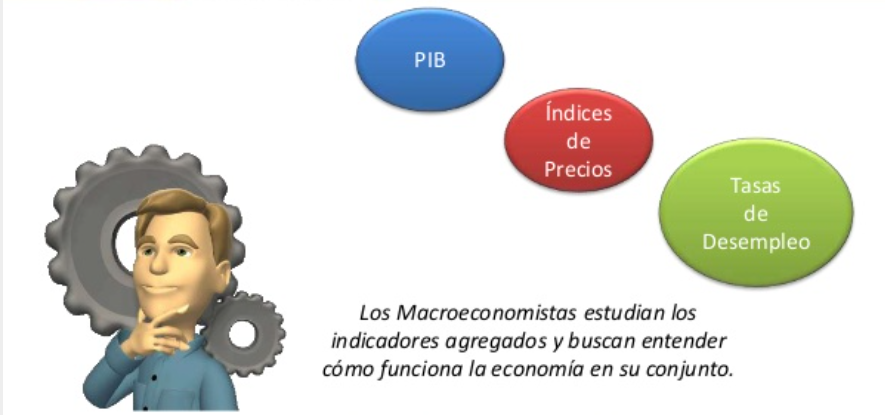 PIB
Índices
de
Precios
Tasas
de
Desempleo
Los Macroeconomistas estudian los
indicadores agregados y buscan entender
cómo funciona la economía en su conjunto.